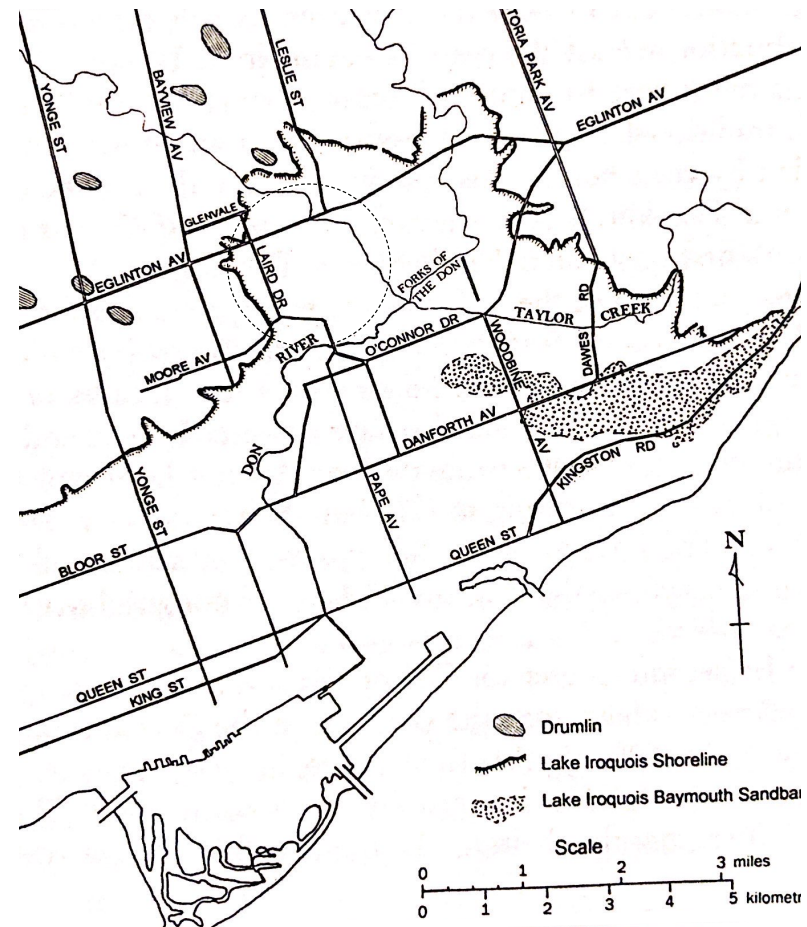 YONGE ST
BAYVIEW AV
LESLIE ST
TORIA PARK AV
EGLINTON AV
GLENVALE
EGLINTON AV
LAIRD DR
FORKS OF
THE DON
MOORE AV
RIVER
O'CONNOR DR
TAYLOR CREEK
DAWES RD
WOODBINE AV
DON
DANFORTH AV
KINGSTON RD
YONGE ST
PAPE AV
BLOOR ST
QUEEN ST
N
QUEEN ST
KING ST
Drumlin
Lake Iroquois Shoreline
Lake Iroquois Baymouth Sandbar
Scale
0 1 2 3 miles
0 1 2 3 4 5 kilometr